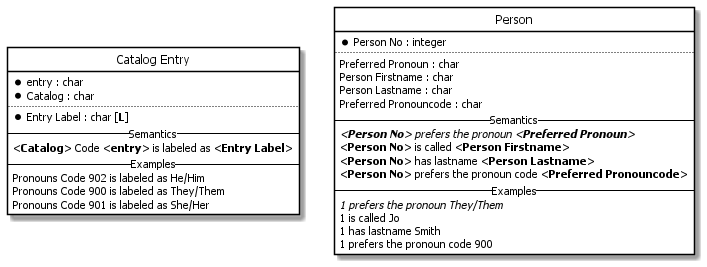 Catalog Entry
entry : char
Catalog : char
Entry Label : char [L]
Semantics
<Catalog> Code <entry> is labeled as <Entry Label>
Examples
Pronouns Code 902 is labeled as He/Him
Pronouns Code 900 is labeled as They/Them
Pronouns Code 901 is labeled as She/Her
Person
Person No : integer
Preferred Pronoun : char
Person Firstname : char
Person Lastname : char
Preferred Pronouncode : char
Semantics
<Person No> prefers the pronoun <Preferred Pronoun>
<Person No> is called <Person Firstname>
<Person No> has lastname <Person Lastname>
<Person No> prefers the pronoun code <Preferred Pronouncode>
Examples
1 prefers the pronoun They/Them
1 is called Jo
1 has lastname Smith
1 prefers the pronoun code 900